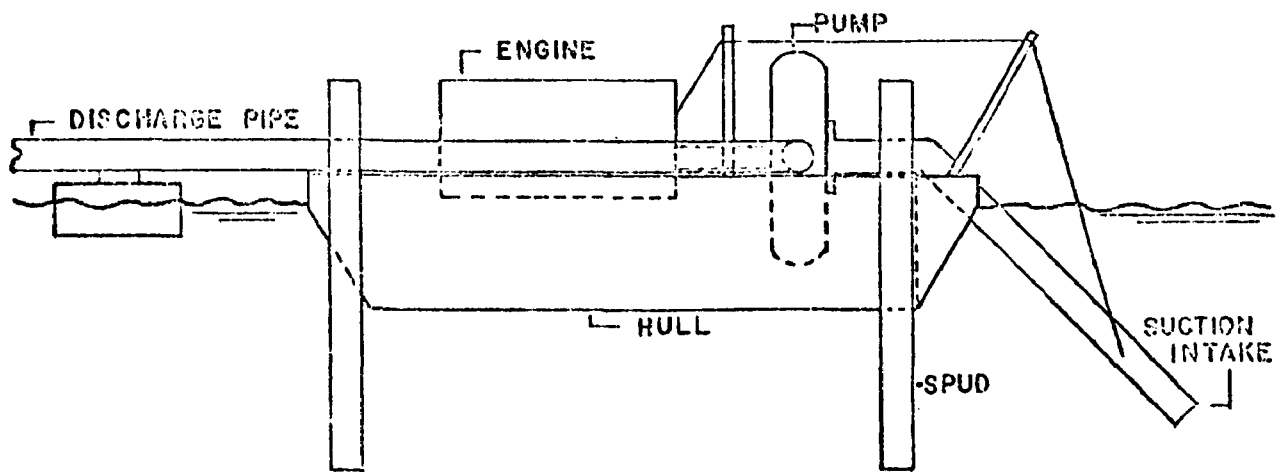 PUMP
ENGINE
DISCHARGE PIPE
HULL
SUCTION
INTAKE
SPUD